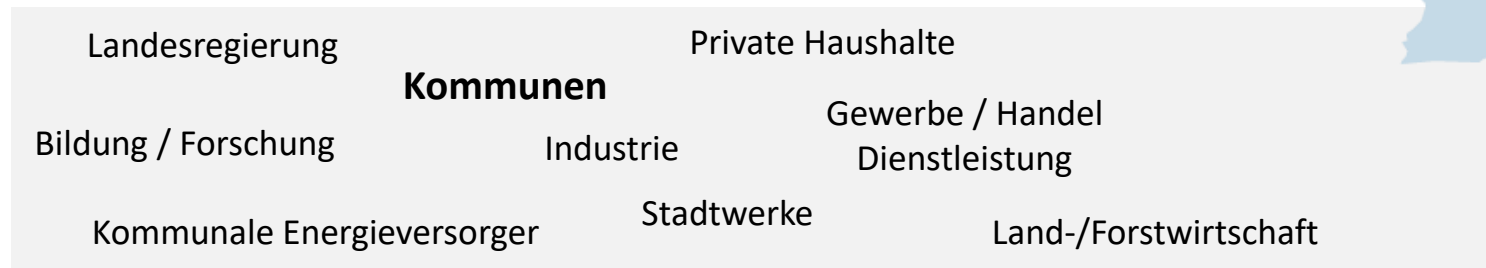 Landesregierung
Private Haushalte
Kommunen
Gewerbe / Handel
Dienstleistung
Bildung / Forschung
Industrie
Stadtwerke
Kommunale Energieversorger
Land-/Forstwirtschaft